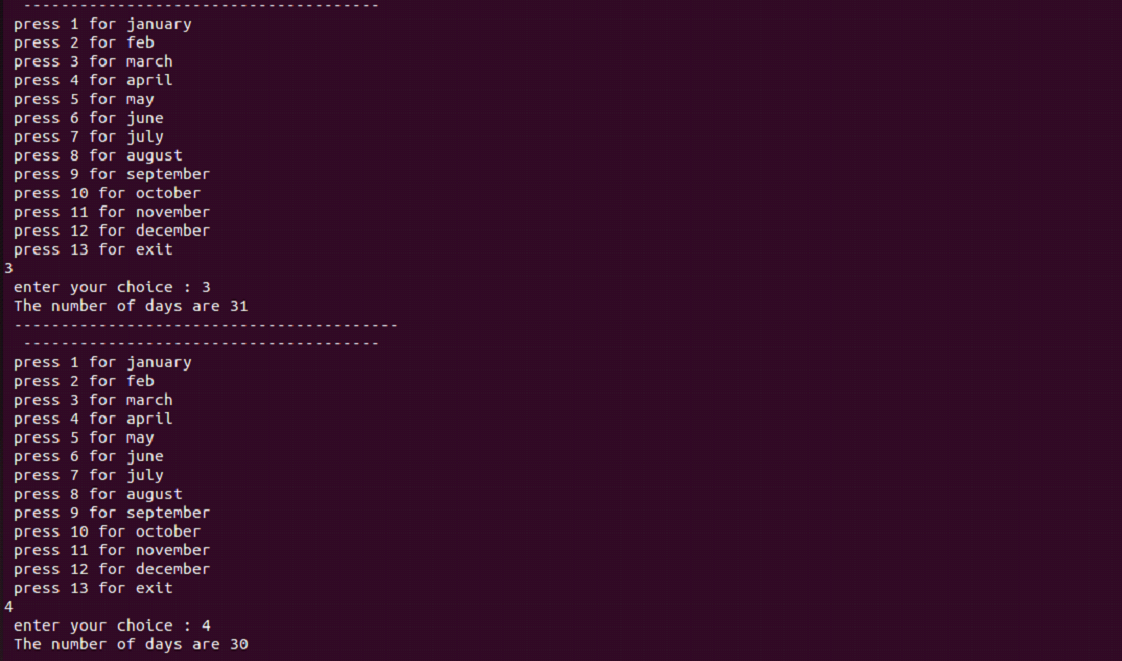 --------------------------------------
press 1 for january
press 2 for feb
press 3 for march
press 4 for april
press 5 for may
press 6 for june
press 7 for july
press 8 for august
press 9 for september
press 10 for october
press 11 for november
press 12 for december
press 13 for exit
3
enter your choice : 3
The number of days are 31
-----------------------------------------
--------------------------------------
press 1 for january
press 2 for feb
press 3 for march
press 4 for april
press 5 for may
press 6 for june
press 7 for july
press 8 for august
press 9 for september
press 10 for october
press 11 for november
press 12 for december
press 13 for exit
4
enter your choice : 4
The number of days are 30